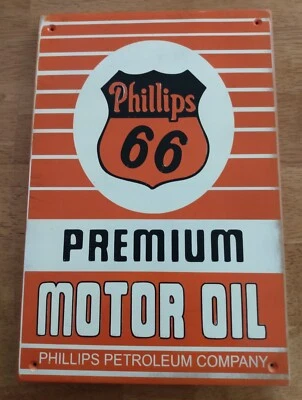 Phillips
66
PREMIUM
MOTOR OIL
PHILLIPS PETROLEUM COMPANY